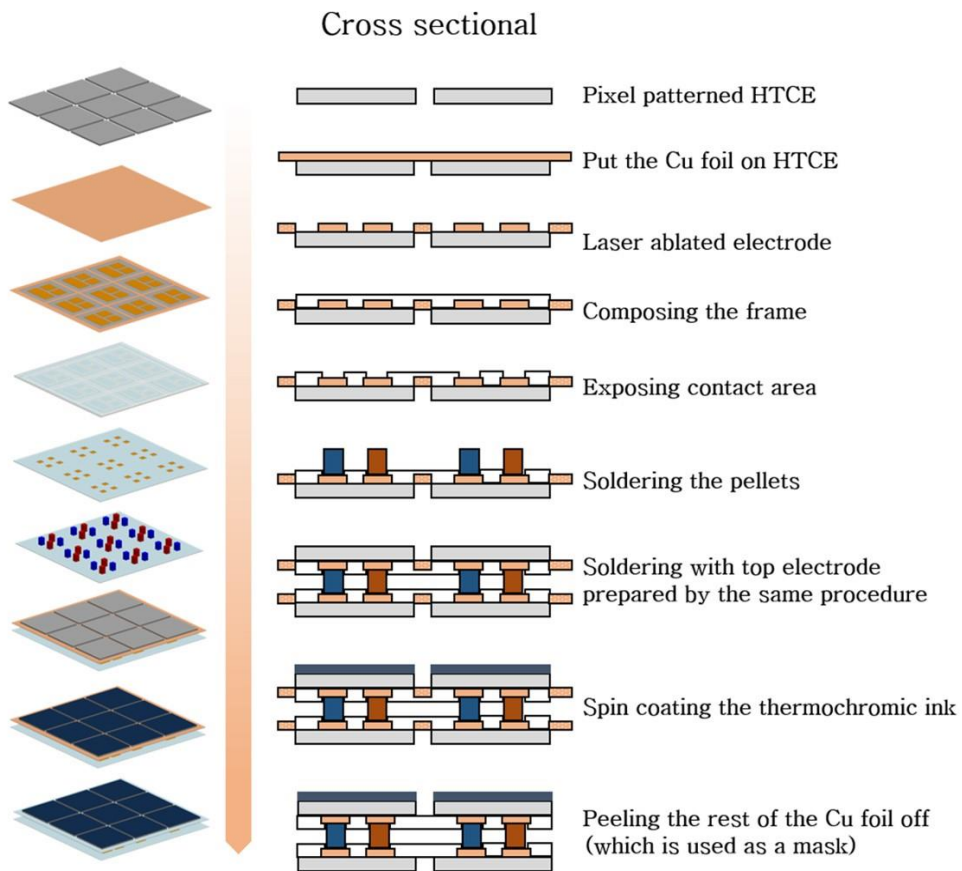 Cross sectional
Pixel patterned HTCE
Put the Cu foil on HTCE
Laser ablated electrode
Composing the frame
Exposing contact area
Soldering the pellets
Soldering with top electrode
prepared by the same procedure
Spin coating the thermochromic ink
Peeling the rest of the Cu foil off
(which is used as a mask)